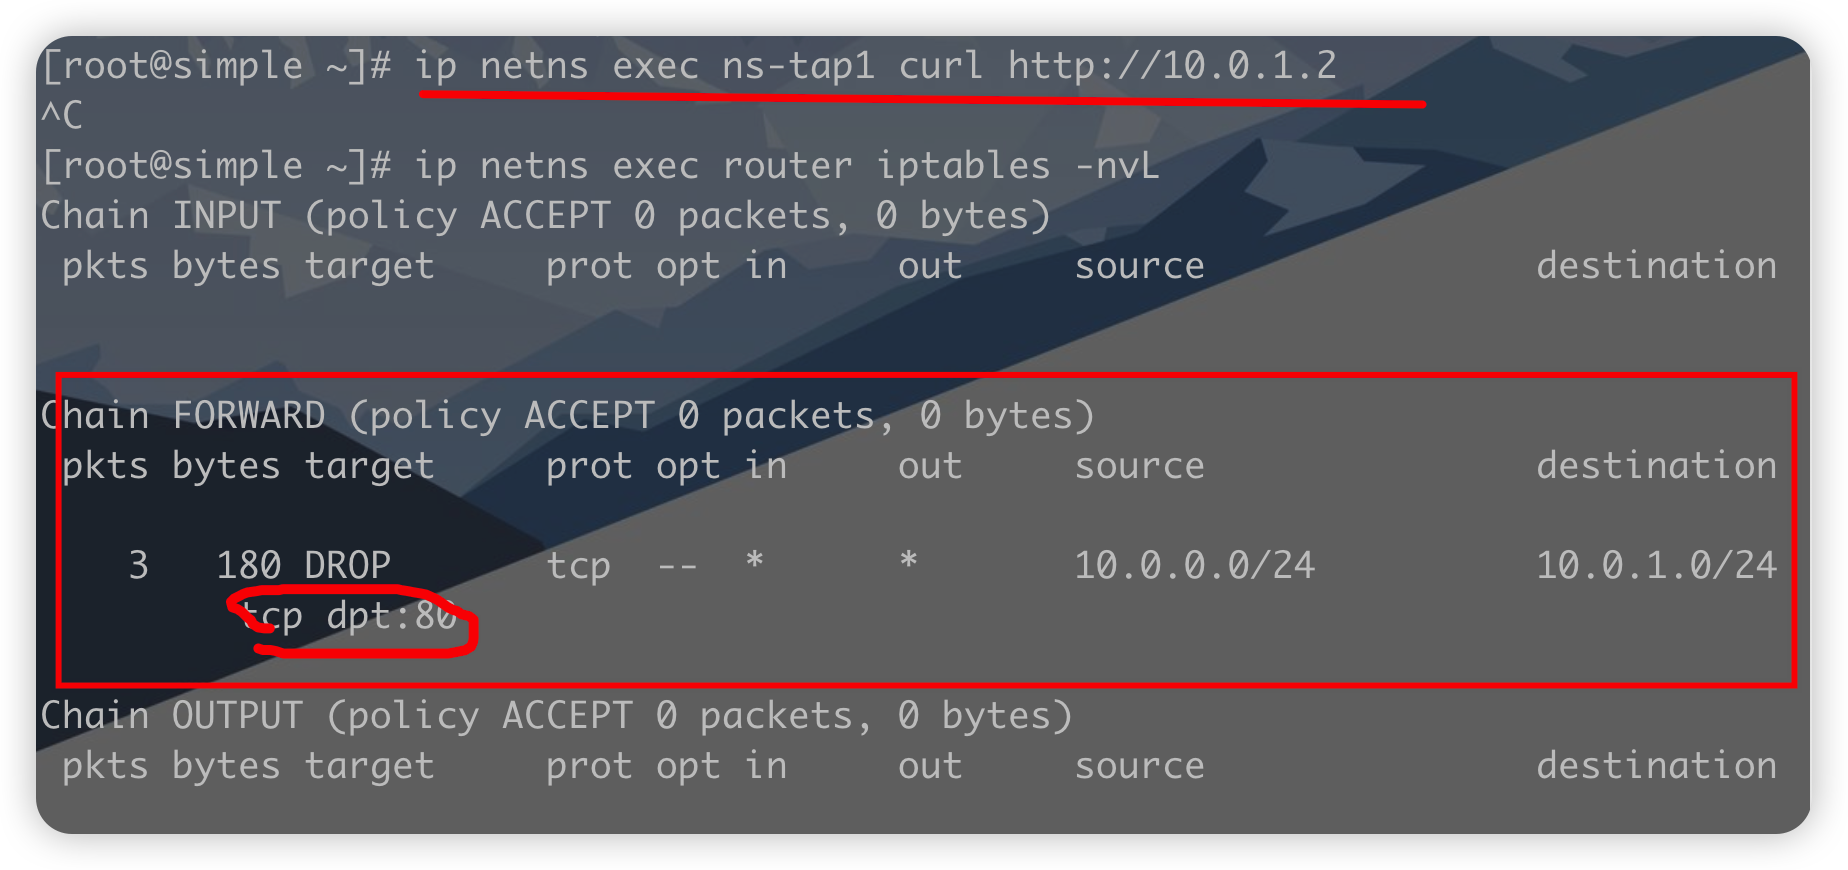 [root@simple ~]# ip netns exec ns-tap1 curl http://10.0.1.2
^C
[root@simple ~]# ip netns exec router iptables -nvL
Chain INPUT (policy ACCEPT 0 packets, 0 bytes)
 pkts bytes target     prot opt in     out     source               destination
Chain FORWARD (policy ACCEPT 0 packets, 0 bytes)
 pkts bytes target     prot opt in     out     source               destination
    3   180 DROP       tcp  --  *      *       10.0.0.0/24          10.0.1.0/24
         tcp dpt:80
Chain OUTPUT (policy ACCEPT 0 packets, 0 bytes)
 pkts bytes target     prot opt in     out     source               destination